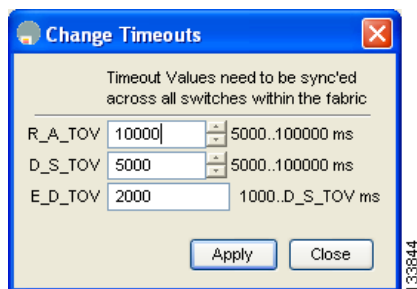 Change Timeouts
Timeout Values need to be sync'ed
across all switches within the fabric
R_A_TOV 10000 5000..100000 ms
D_S_TOV 5000 5000..100000 ms
E_D_TOV 2000 1000..D_S_TOV ms
Apply Close
133844